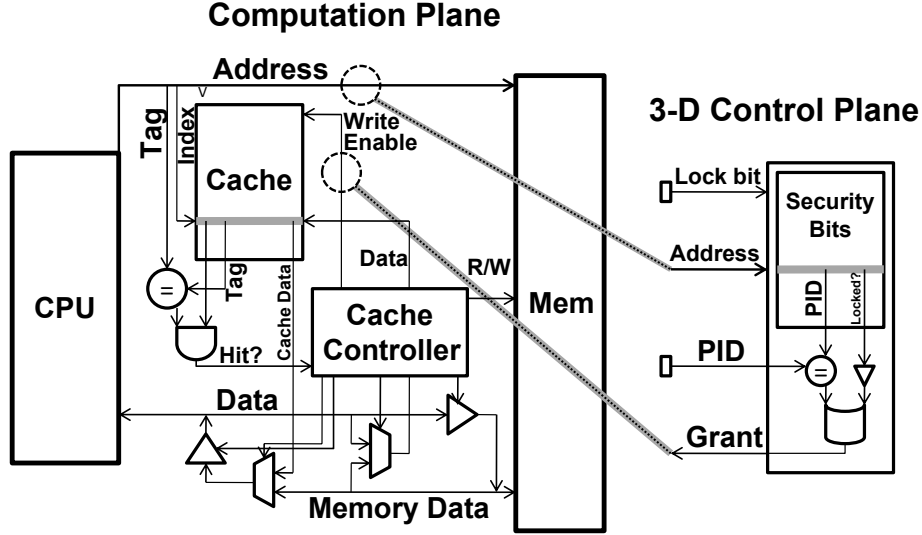 Computation Plane
Address
3-D Control Plane
Tag
Index
v
Write
Enable
Cache
Lock bit
Security
Bits
Address
Data
R/W
=
Tag
Cache Data
CPU
Mem
PID
Locked?
Cache
Controller
Hit?
PID
=
Data
Grant
Memory Data